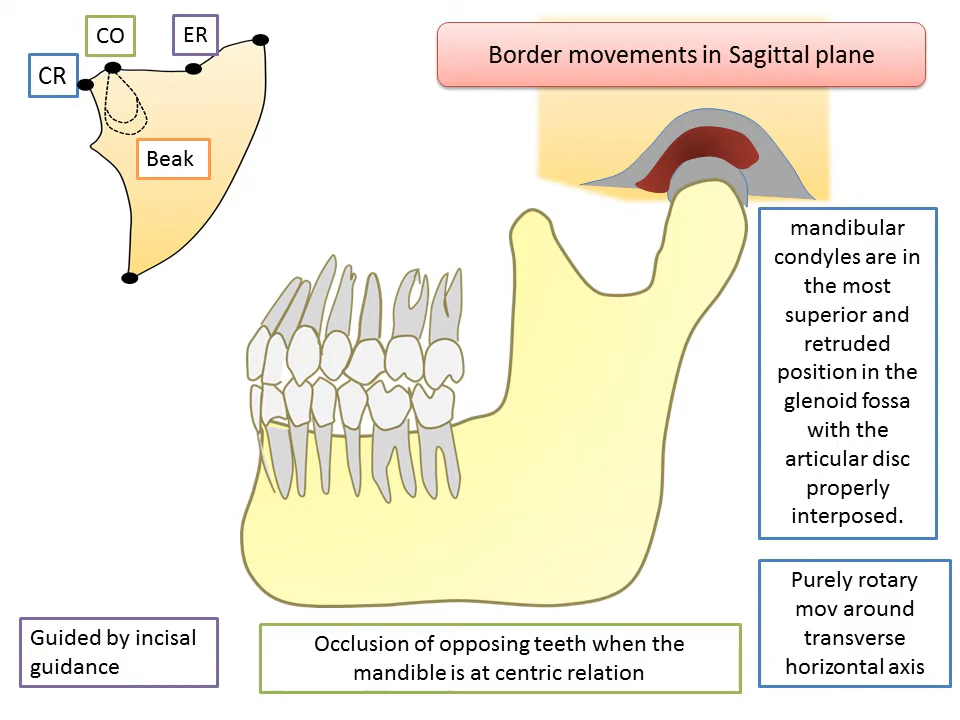 CO
ER
CR
Beak
Border movements in Sagittal plane
mandibular
condyles are in
the most
superior and
retruded
position in the
glenoid fossa
with the
articular disc
properly
interposed.
Purely rotary
mov around
transverse
horizontal axis
Guided by incisal
guidance
Occlusion of opposing teeth when the
mandible is at centric relation